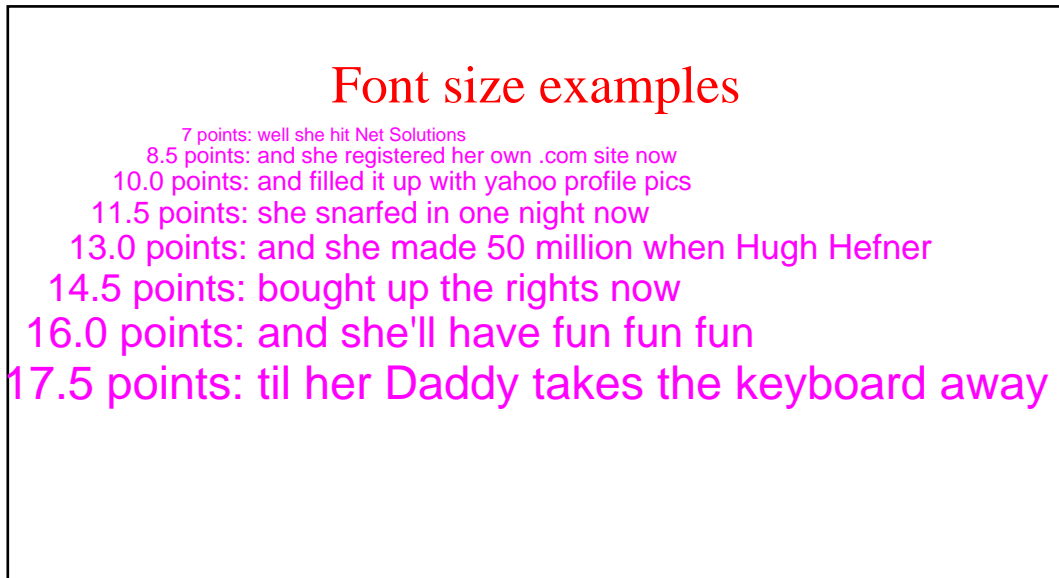 Font size examples
7 points: well she hit Net Solutions
8.5 points: and she registered her own .com site now
10.0 points: and filled it up with yahoo profile pics
11.5 points: she snarfed in one night now
13.0 points: and she made 50 million when Hugh Hefner
14.5 points: bought up the rights now
16.0 points: and she'll have fun fun fun
17.5 points: til her Daddy takes the keyboard away